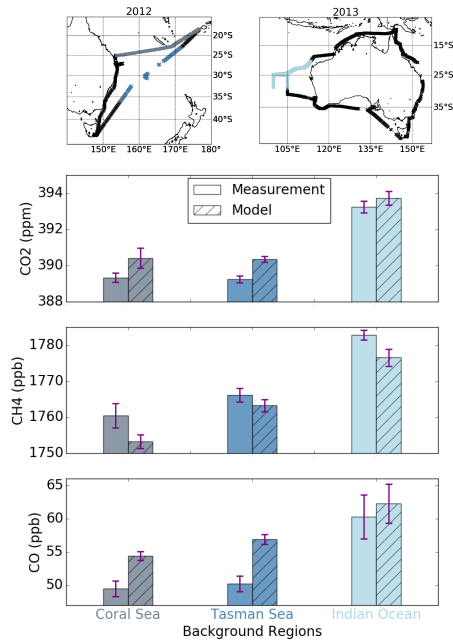 2012
2013
20°S
25°S
30°S
35°S
40°S
150°E
160°E
170°E
180°
15°S
25°S
35°S
105°E
120°E
135°E
150°E
Measurement
Model
394
392
390
388
CO2 (ppm)
1780
1770
1760
1750
CH4 (ppb)
65
60
55
50
CO (ppb)
Coral Sea
Tasman Sea
Indian Ocean
Background Regions